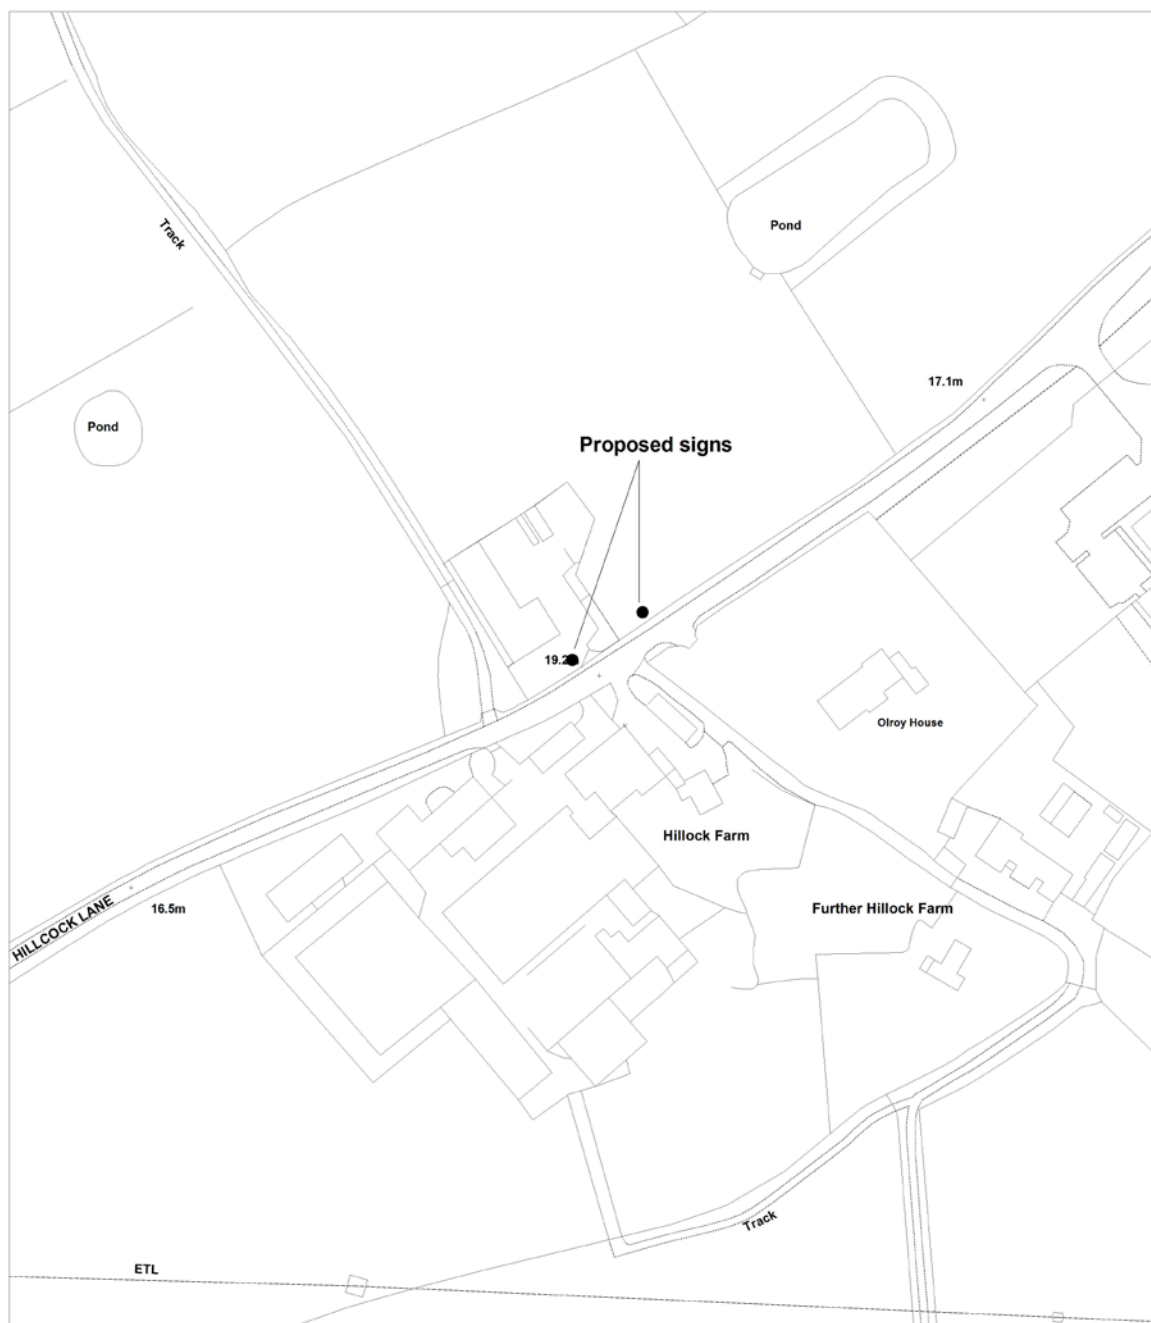 Track
Pond
17.1m
Pond
Proposed signs
Olroy House
Hillock Farm
Further Hillock Farm
HILLCOCK LANE
16.5m
Track
ETL